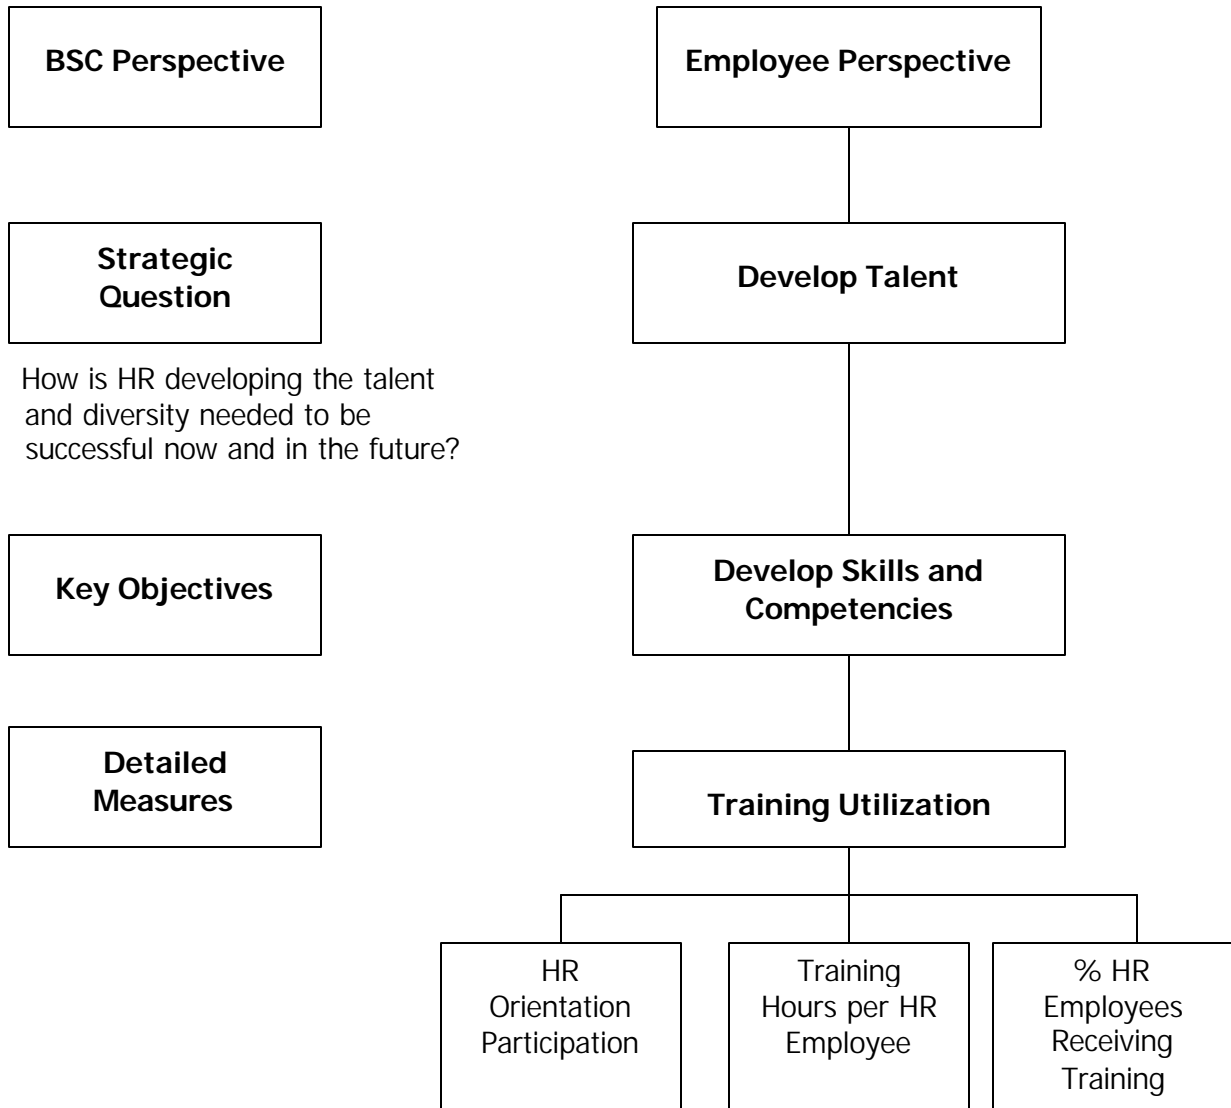 BSC Perspective
Employee Perspective
Strategic
Question
Develop Talent
How is HR developing the talent
and diversity needed to be
successful now and in the future?
Key Objectives
Develop Skills and
Competencies
Detailed
Measures
Training Utilization
HR
Orientation
Participation
Training
Hours per HR
Employee
% HR
Employees
Receiving
Training